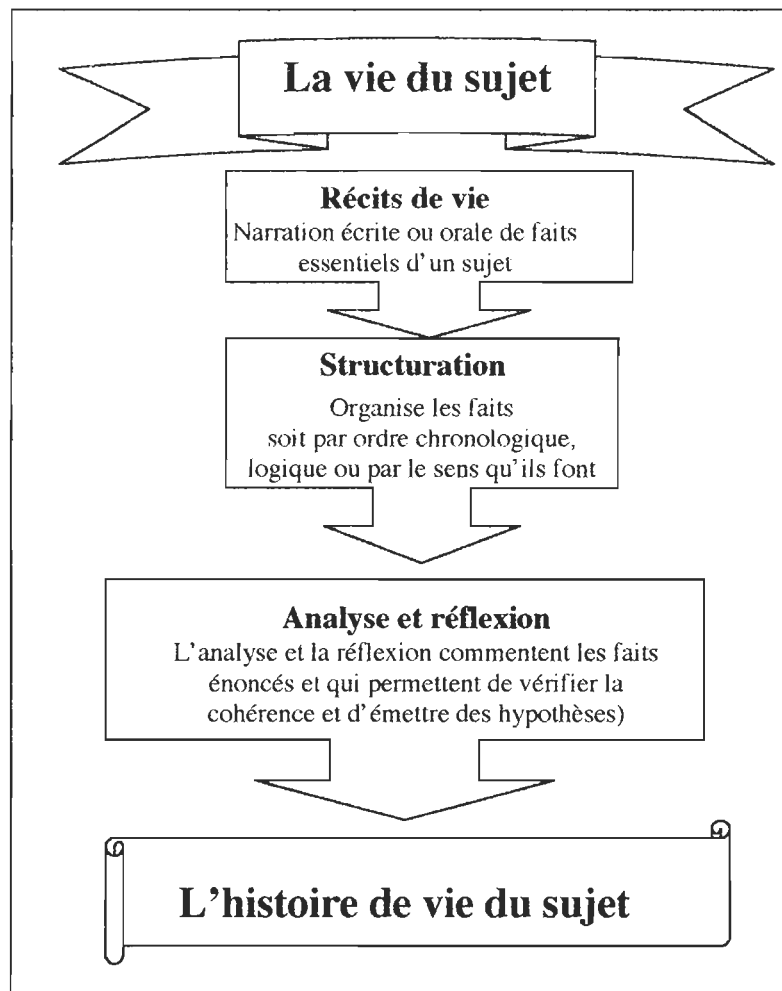 La vie du sujet
Récits de vie
Narration écrite ou orale de faits
essentiels d'un sujet
Structuration
Organise les faits
soit par ordre chronologique,
logique ou par le sens qu'ils font
Analyse et réflexion
L'analyse et la réflexion commentent les faits
énoncés et qui permettent de vérifier la
cohérence et d'émettre des hypothèses)
L'histoire de vie du sujet